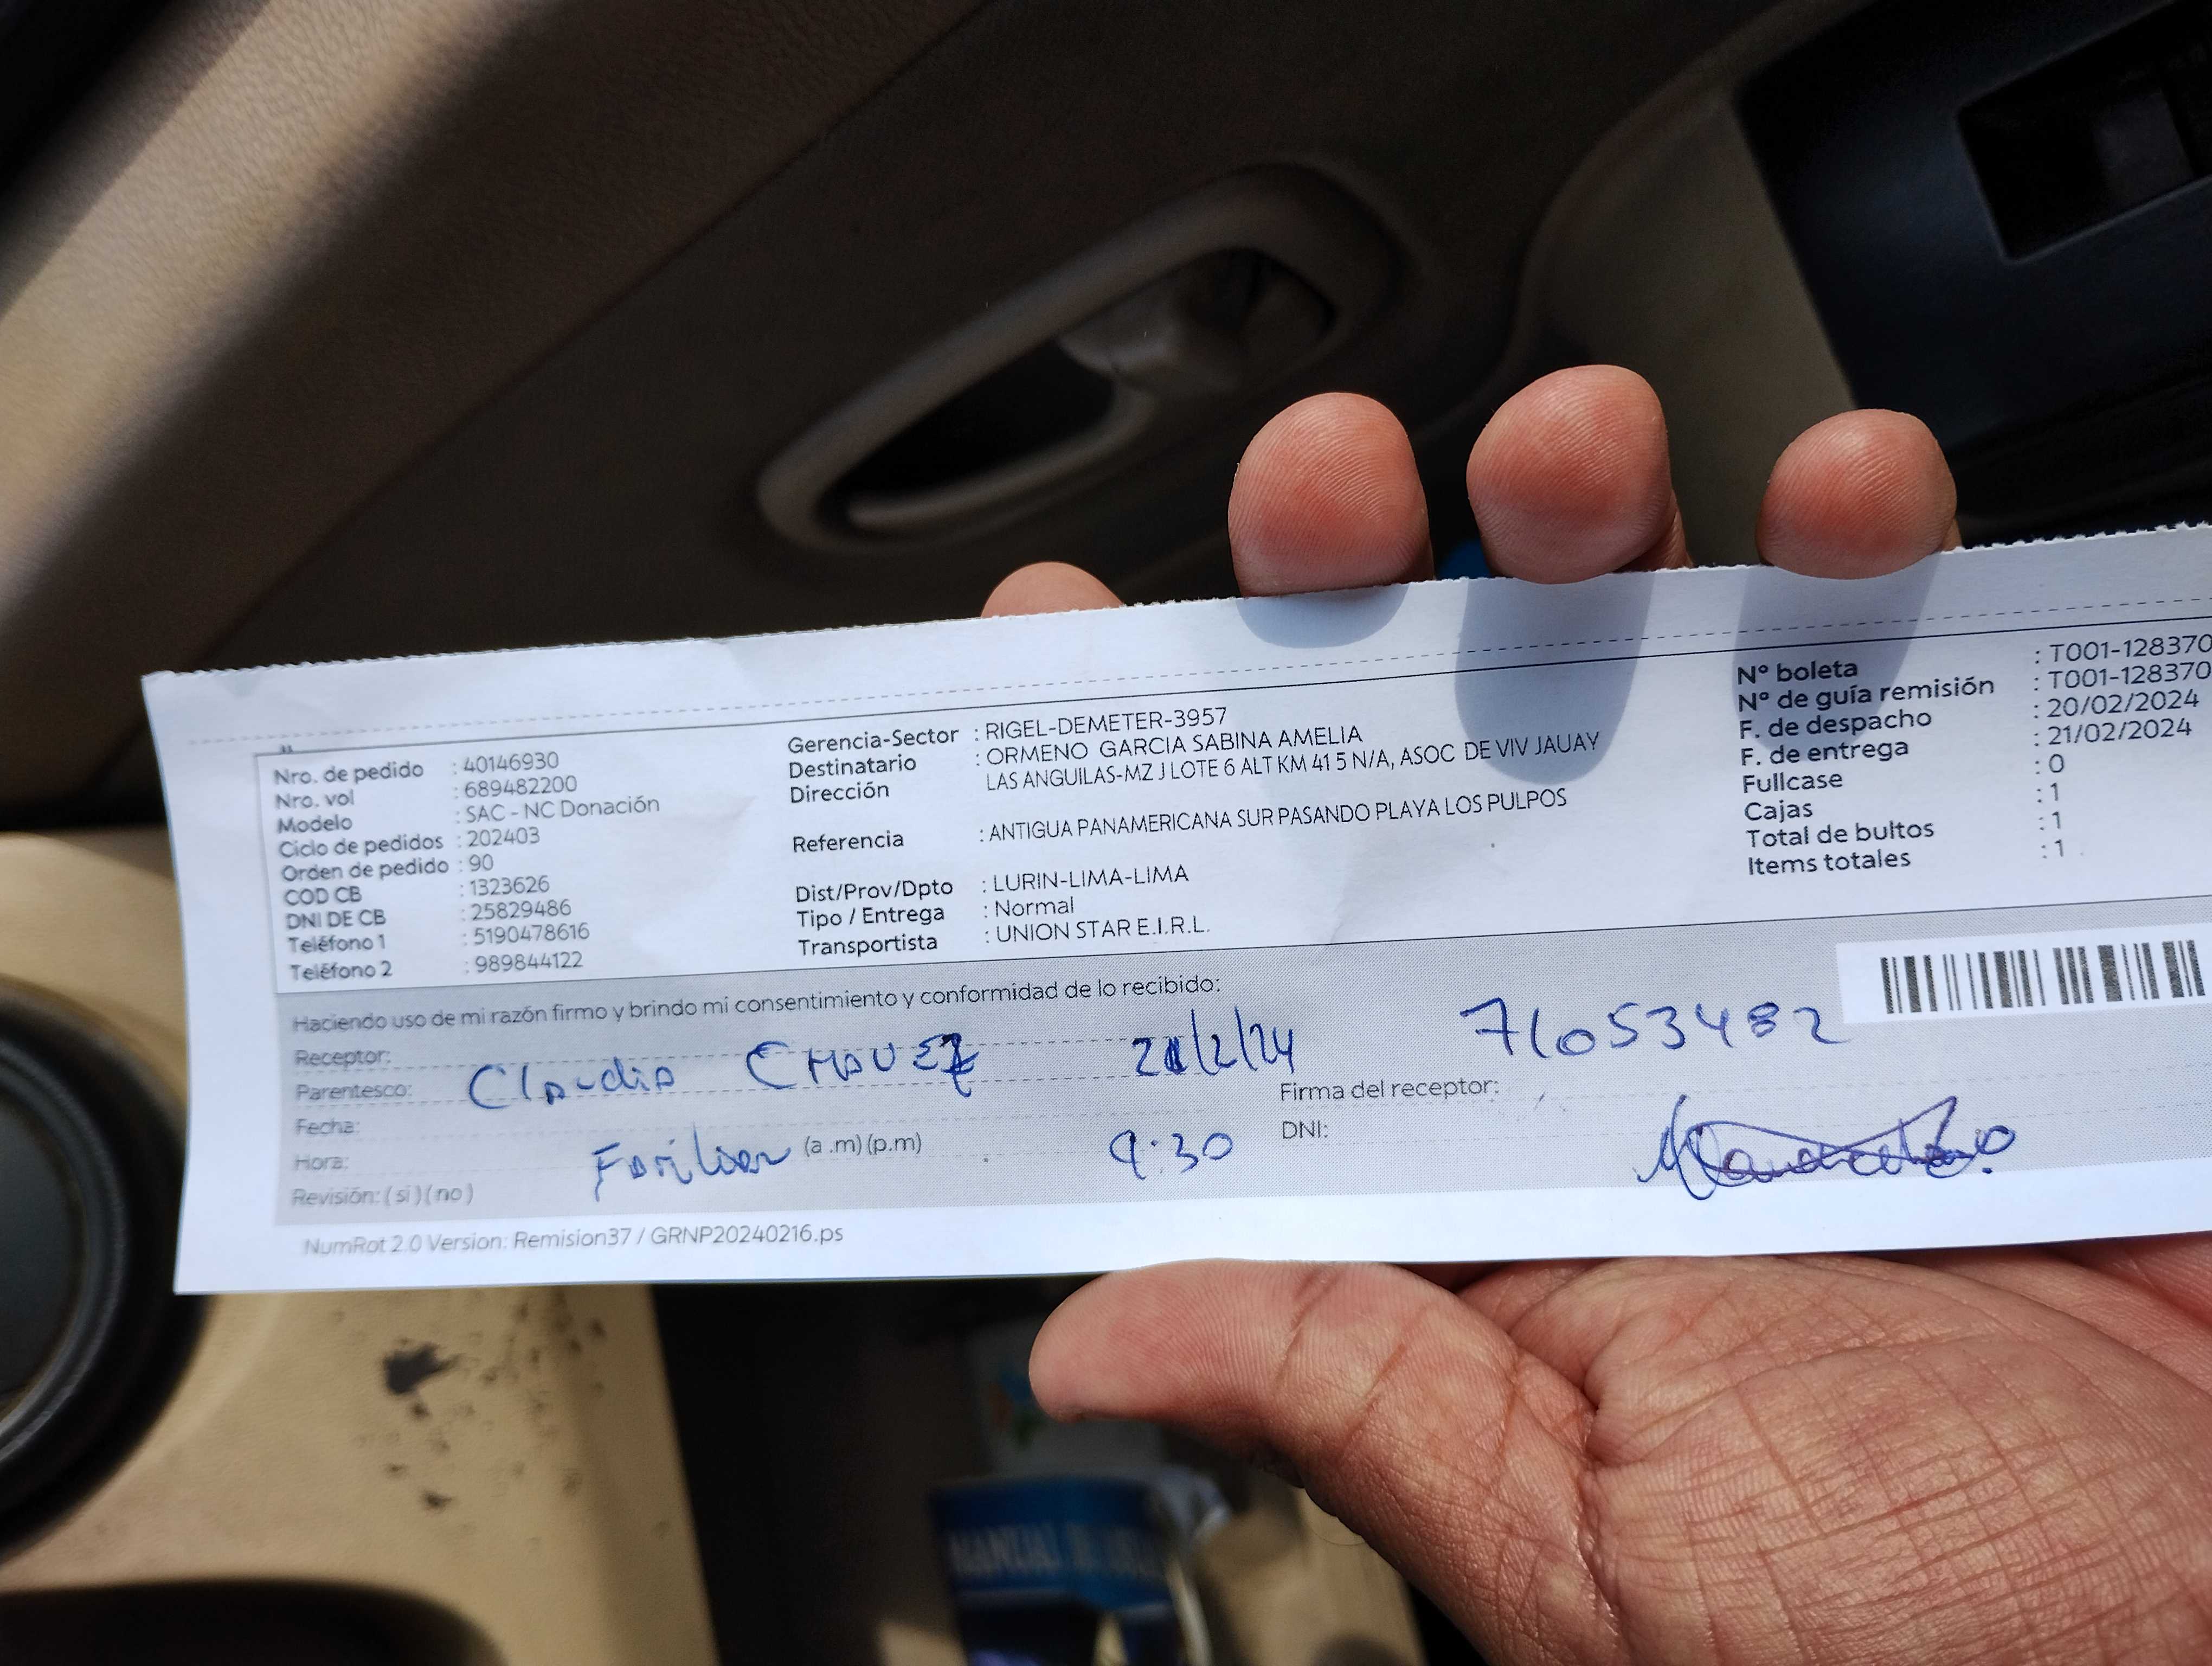 Nro. de pedido : 40146930
Nro. vol : 689482200
Modelo : SAC - NC Donación
Ciclo de pedidos : 202403
Orden de pedido : 90
COD CB : 1323626
DNI DE CB : 25829486
Teléfono 1 : 5190478616
Teléfono 2 : 989844122
Gerencia-Sector : RIGEL-DEMETER-3957
Destinatario : ORMENO GARCIA SABINA AMELIA
Dirección LAS ANGUILAS-MZ J LOTE 6 ALT KM 41 5 N/A, ASOC DE VIV JAUAY
Referencia : ANTIGUA PANAMERICANA SUR PASANDO PLAYA LOS PULPOS
Dist/Prov/Dpto : LURIN-LIMA-LIMA
Tipo / Entrega : Normal
Transportista : UNION STAR E.I.R.L.
Nº boleta : T001-128370
Nº de guía remisión : T001-128370
F. de despacho : 20/02/2024
F. de entrega : 21/02/2024
Fullcase : 0
Cajas : 1
Total de bultos : 1
Items totales : 1
Haciendo uso de mi razón firmo y brindo mi consentimiento y conformidad de lo recibido:
Receptor:
Parentesco: Claudia CHAVEZ 21/2/24 71053482
Fecha: Firma del receptor:
Hora: Familiar (a .m) (p.m) 9:30 DNI:
Revisión: ( si ) ( no )
NumRot 2.0 Version: Remision37 / GRNP20240216.ps